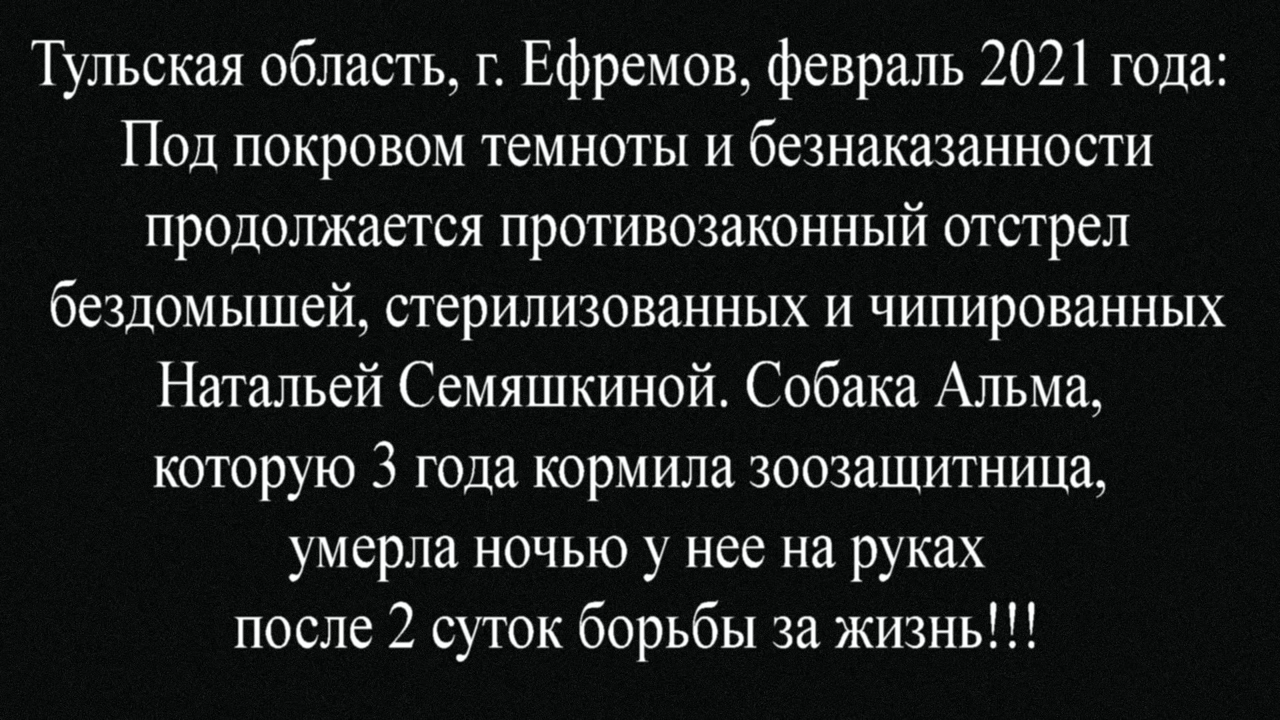 Тульская область, г. Ефремов, февраль 2021 года:
Под покровом темноты и безнаказанности
продолжается противозаконный отстрел
бездомышей, стерилизованных и чипированных
Натальей Семяшкиной. Собака Альма,
которую 3 года кормила зоозащитница,
умерла ночью у нее на руках
после 2 суток борьбы за жизнь!!!